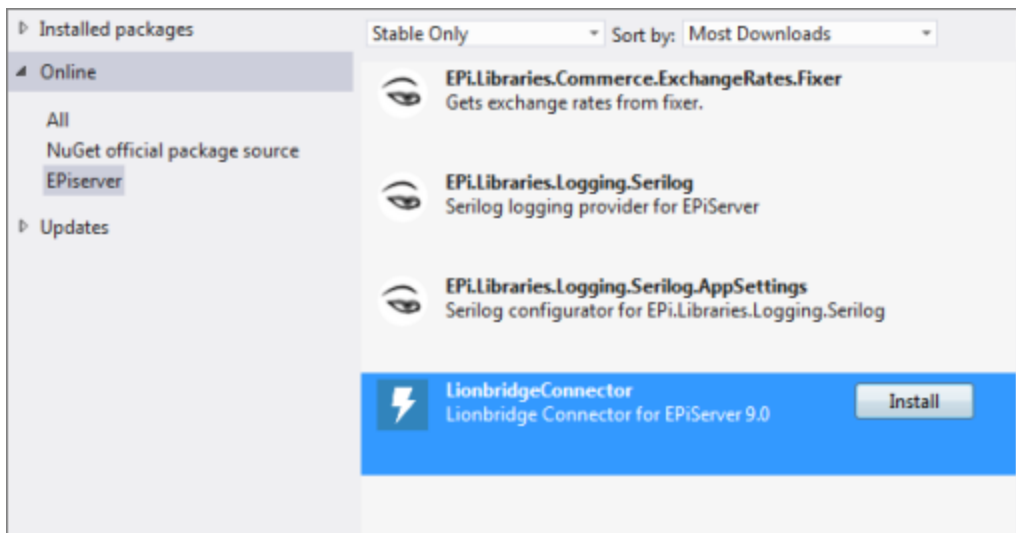 Installed packages
Online
All
NuGet official package source
EPiserver
Updates
Stable Only Sort by: Most Downloads
EPi.Libraries.Commerce.ExchangeRates.Fixer
Gets exchange rates from fixer.
EPi.Libraries.Logging.Serilog
Serilog logging provider for EPiServer
EPi.Libraries.Logging.Serilog.AppSettings
Serilog configurator for EPi.Libraries.Logging.Serilog
LionbridgeConnector
Lionbridge Connector for EPiServer 9.0
Install